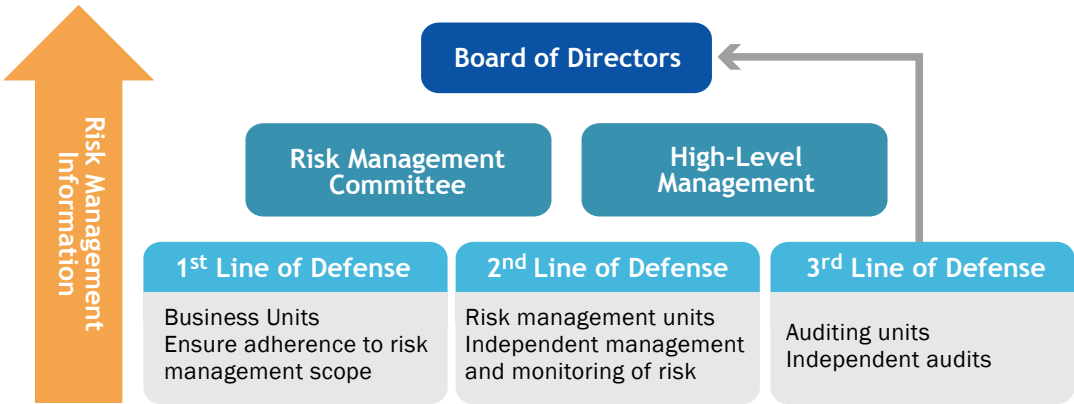 Board of Directors
Risk Management
Information
Risk Management
Committee
High-Level
Management
1st Line of Defense
Business Units
Ensure adherence to risk
management scope
2nd Line of Defense
Risk management units
Independent management
and monitoring of risk
3rd Line of Defense
Auditing units
Independent audits